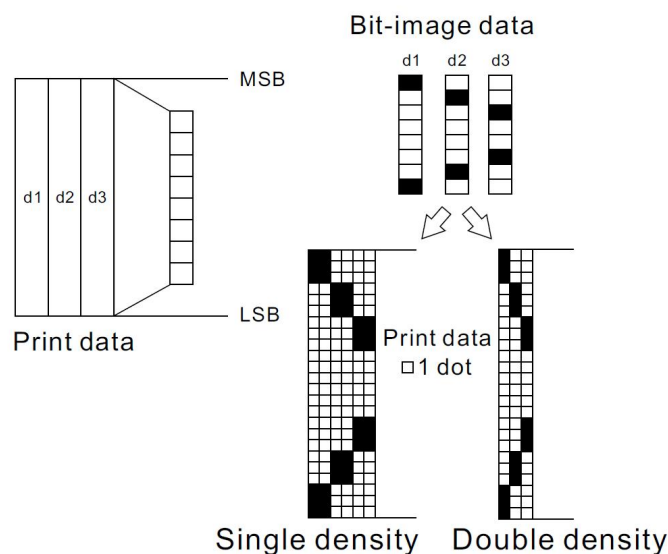 Bit-image data
d1 d2 d3
MSB
d1 d2 d3
LSB
Print data
Print data
1 dot
Single density
Double density